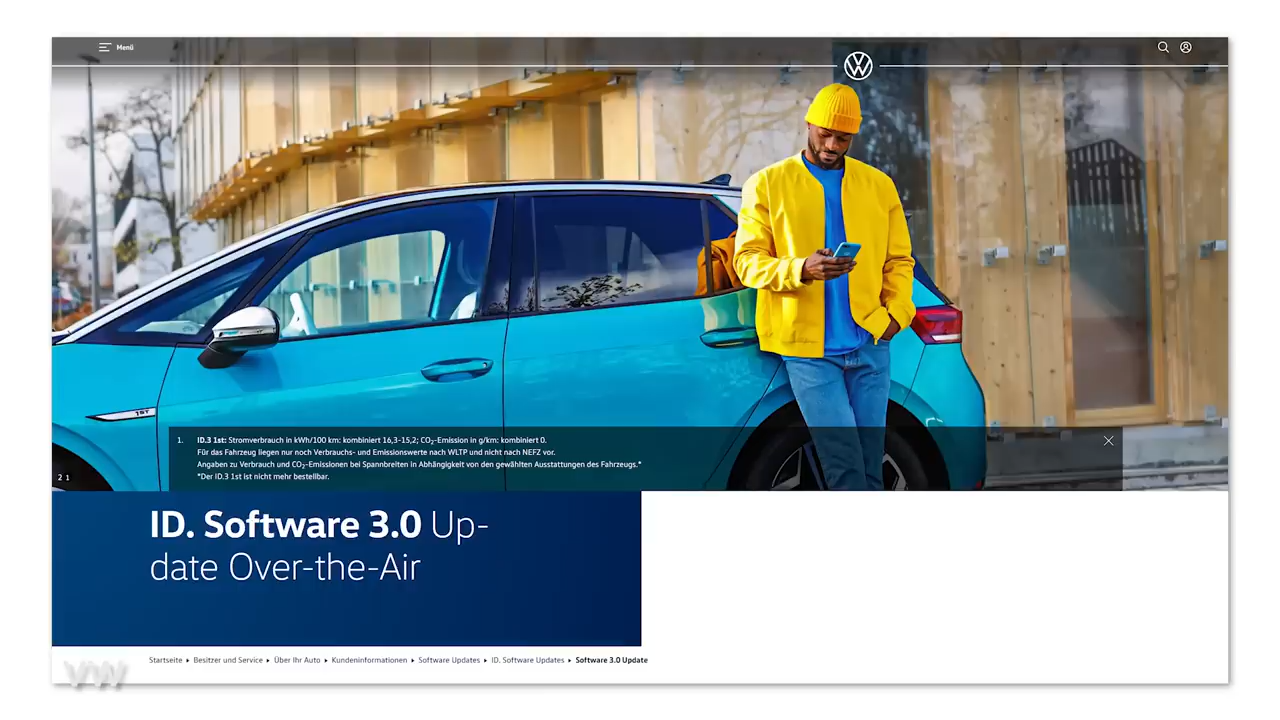 Menü
1ST
1. ID.3 1st: Stromverbrauch in kWh/100 km: kombiniert 16,3-15,2; CO₂-Emission in g/km: kombiniert 0.
Für das Fahrzeug liegen nur noch Verbrauchs- und Emissionswerte nach WLTP und nicht nach NEFZ vor.
Angaben zu Verbrauch und CO₂-Emissionen bei Spannbreiten in Abhängigkeit von den gewählten Ausstattungen des Fahrzeugs.*
*Der ID.3 1st ist nicht mehr bestellbar.
2 1
ID. Software 3.0 Up-
date Over-the-Air
Startseite ▸ Besitzer und Service ▸ Über Ihr Auto ▸ Kundeninformationen ▸ Software Updates ▸ ID. Software Updates ▸ Software 3.0 Update
VW